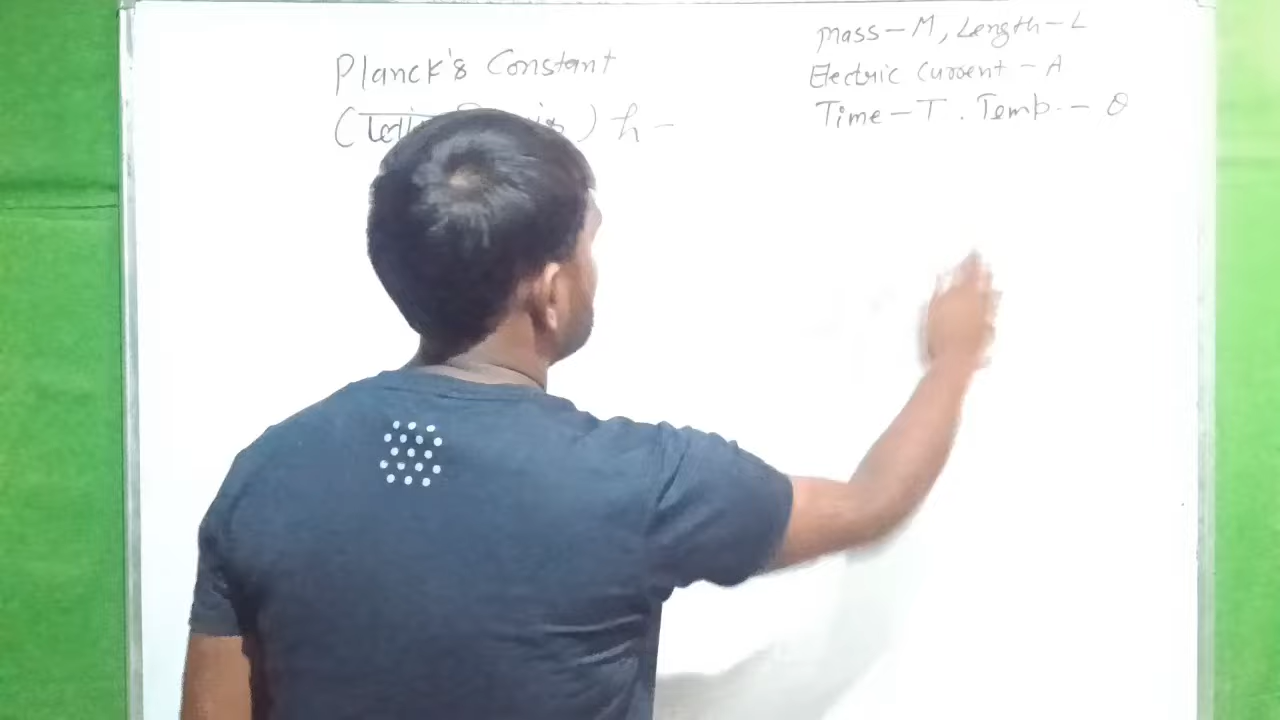 Planck's Constant
( ) h -
Mass - M, Length - L
Electric Current - A
Time - T . Temp. - θ